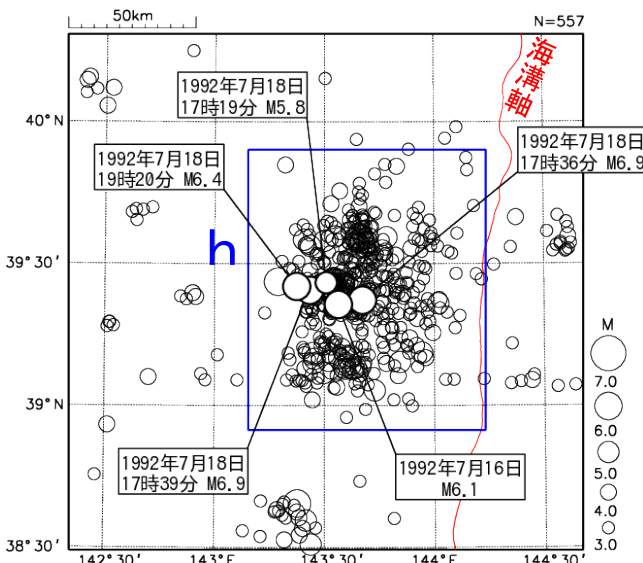 50km
N=557
海溝軸
1992年7月18日
17時19分 M5.8
40°N
1992年7月18日
17時36分 M6.9
1992年7月18日
19時20分 M6.4
h
39°30′
M
7.0
6.0
5.0
4.0
3.0
39°N
1992年7月18日
17時39分 M6.9
1992年7月16日
M6.1
38°30′
142°30′
143°E
143°30′
144°E
144°30′